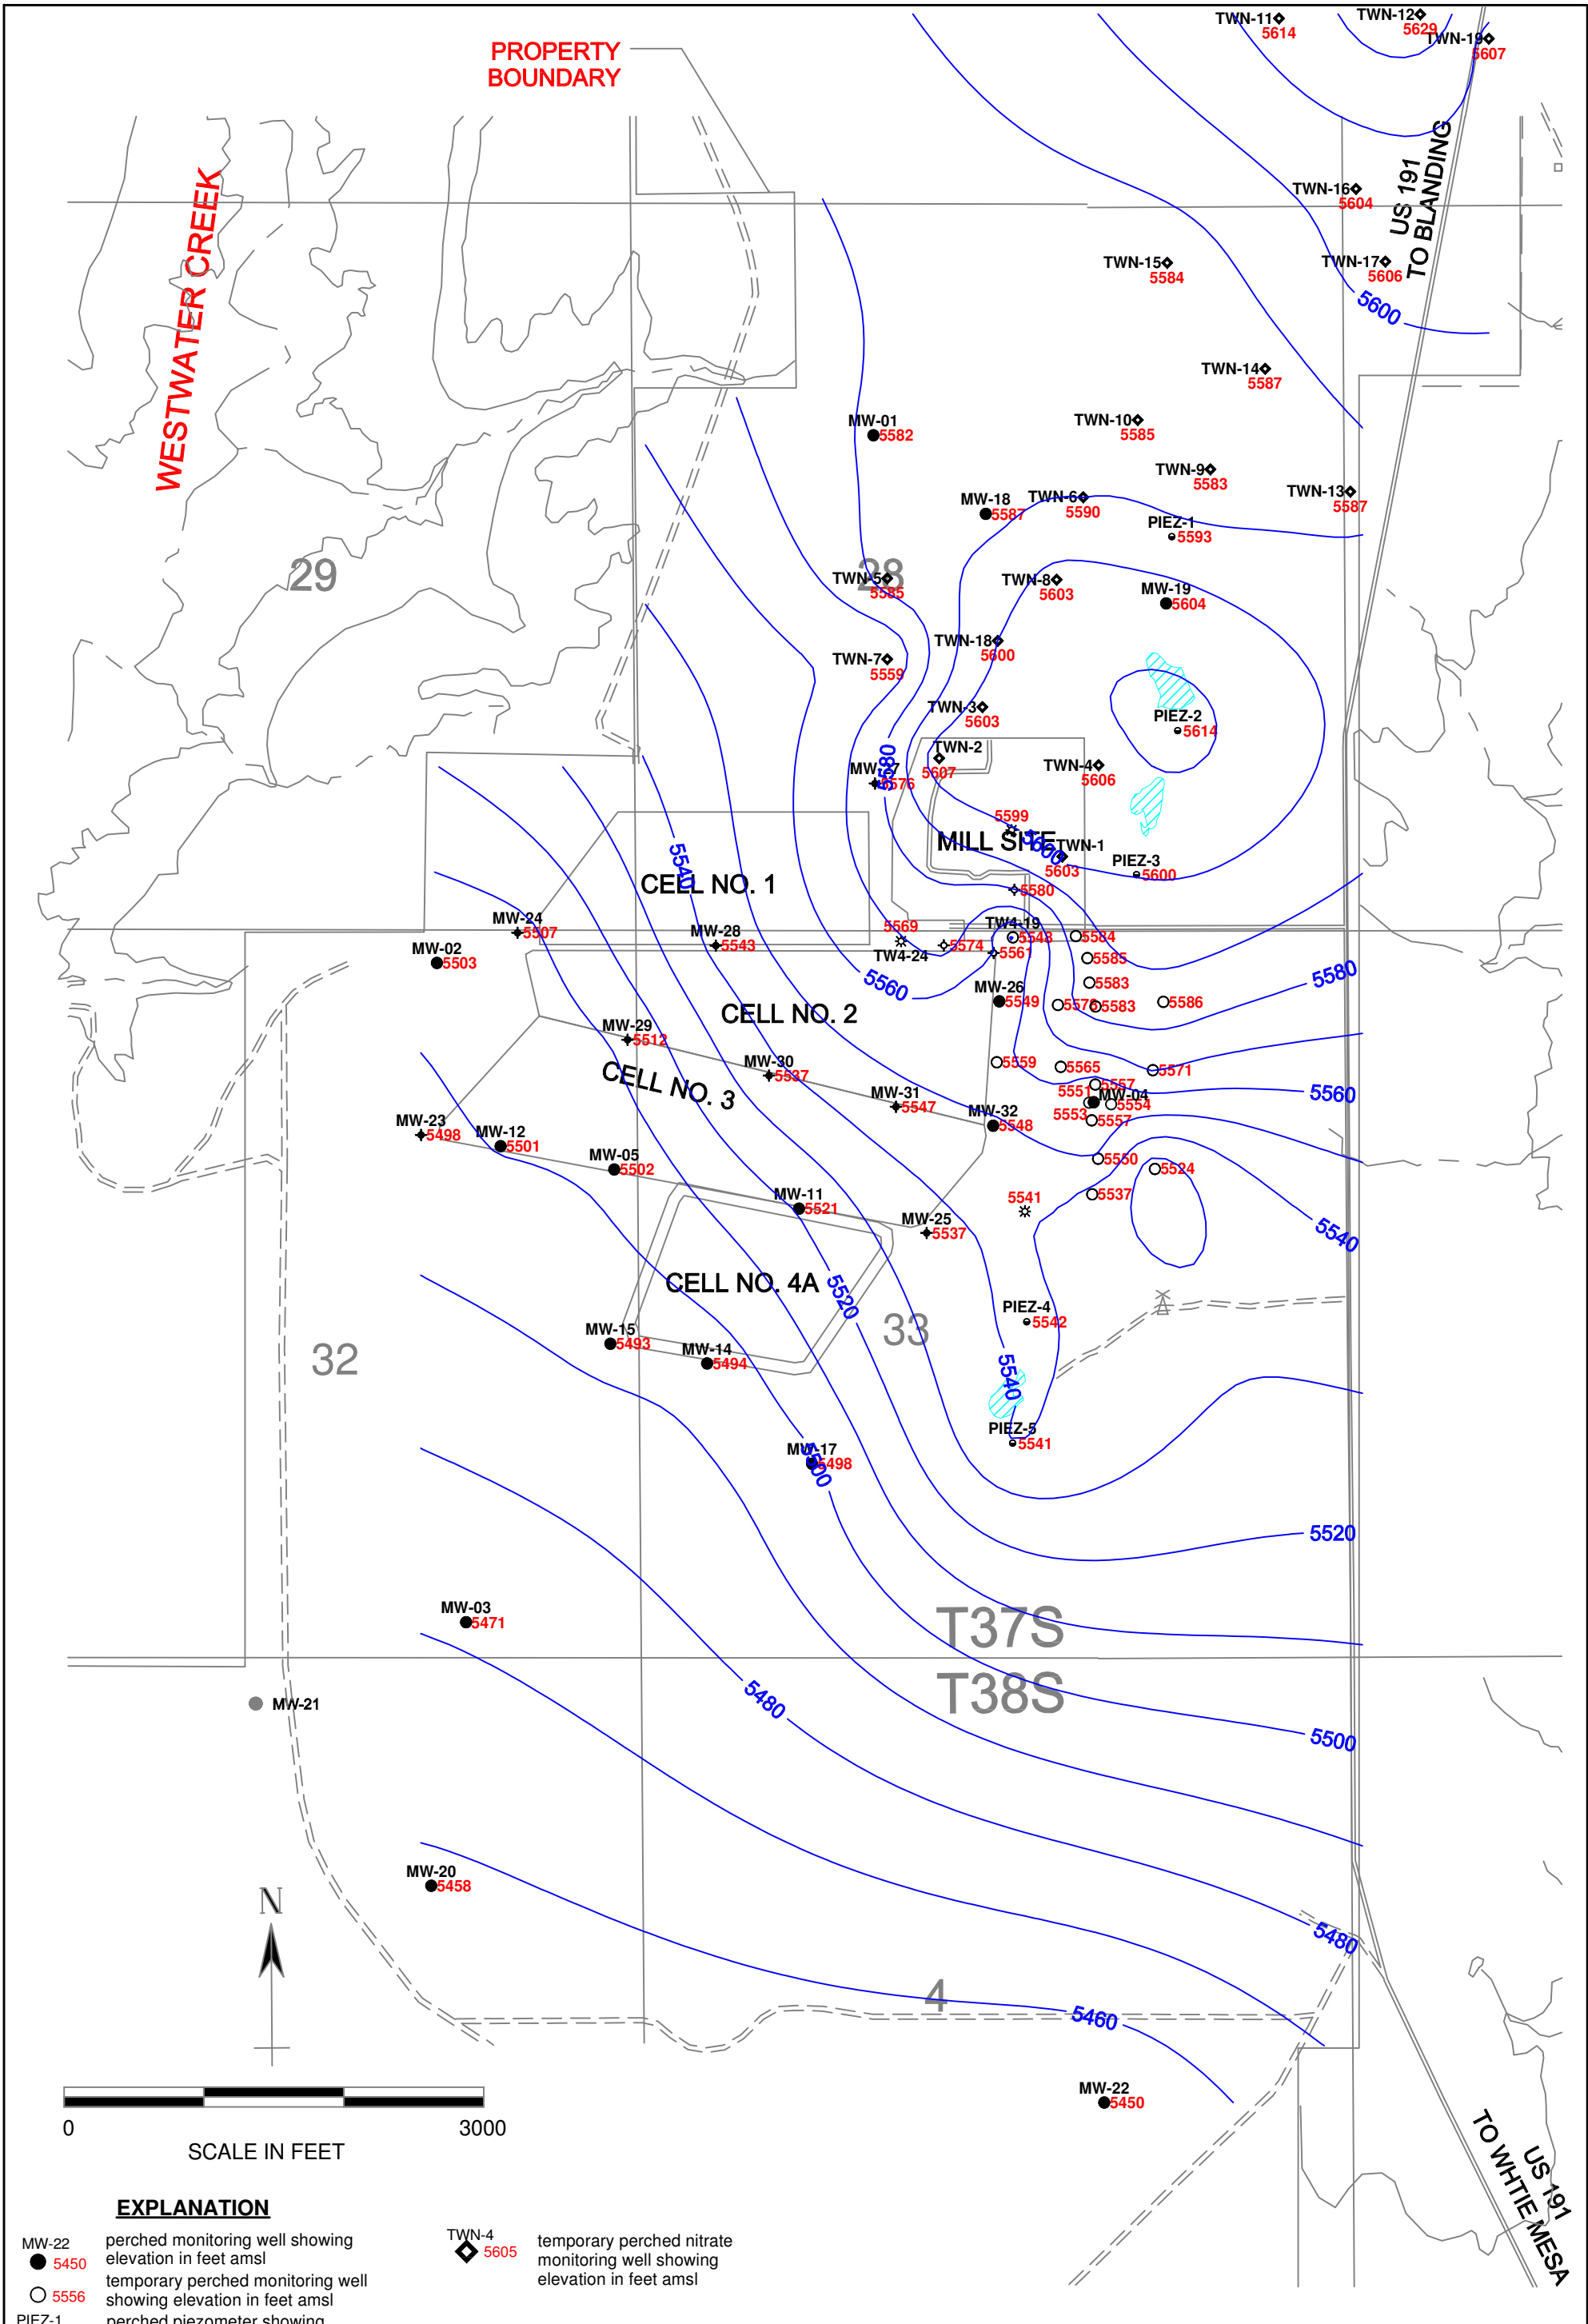 PROPERTY
BOUNDARY
TWN-11
5614
TWN-12
5629
TWN-19
5607
WESTWATER CREEK
US 191
TO BLANDING
TWN-16
5604
TWN-15
5584
TWN-17
5606
5600
TWN-14
5587
MW-01
5582
TWN-10
5585
TWN-9
5583
TWN-13
5587
MW-18
5587
TWN-6
5590
PIEZ-1
5593
29
28
TWN-5
5585
TWN-8
5603
MW-19
5604
TWN-18
5600
TWN-7
5559
TWN-3
5603
PIEZ-2
5614
TWN-2
5607
5580
5576
TWN-4
5606
5599
MILL SITE
5600
TWN-1
5603
PIEZ-3
5600
5540
CELL NO. 1
5580
MW-24
5507
MW-02
5503
MW-28
5543
5569
TW4-24
5574
TW4-19
5548
5561
5584
5585
5583
5586
5583
5560
MW-26
5549
5580
CELL NO. 2
MW-29
5512
MW-30
5537
CELL NO. 3
MW-31
5547
MW-32
5548
5559
5565
5571
5557
5551
MW-04
5554
5553
5557
5560
MW-23
5498
MW-12
5501
MW-05
5502
5550
5524
5537
5541
MW-11
5521
MW-25
5537
5540
CELL NO. 4A
5520
PIEZ-4
5542
32
33
MW-15
5493
MW-14
5494
5540
PIEZ-5
5541
MW-17
5498
5500
5520
MW-03
5471
T37S
T38S
MW-21
5480
5500
MW-20
5458
5480
N
4
5460
MW-22
5450
0
3000
SCALE IN FEET
US 191
TO WHTIE MESA
EXPLANATION
MW-22
5450
perched monitoring well showing
elevation in feet amsl
5556
temporary perched monitoring well
showing elevation in feet amsl
PIEZ-1
perched piezometer showing
TWN-4
5605
temporary perched nitrate
monitoring well showing
elevation in feet amsl